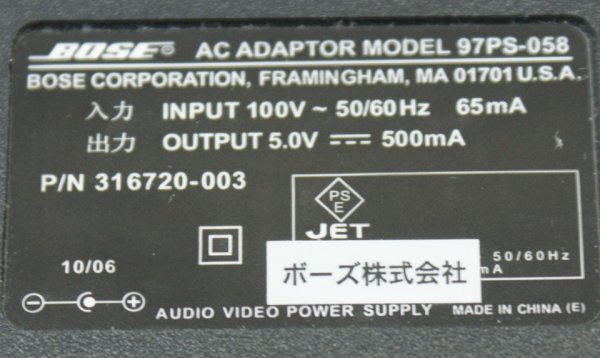 BOSE® AC ADAPTOR MODEL 97PS-058
BOSE CORPORATION, FRAMINGHAM, MA 01701 U.S.A.
入力 INPUT 100V ~ 50/60Hz 65mA
出力 OUTPUT 5.0V ⎓ 500mA
P/N 316720-003
PS
E
JET
50/60Hz
ボーズ株式会社
10/06
AUDIO VIDEO POWER SUPPLY MADE IN CHINA (E)